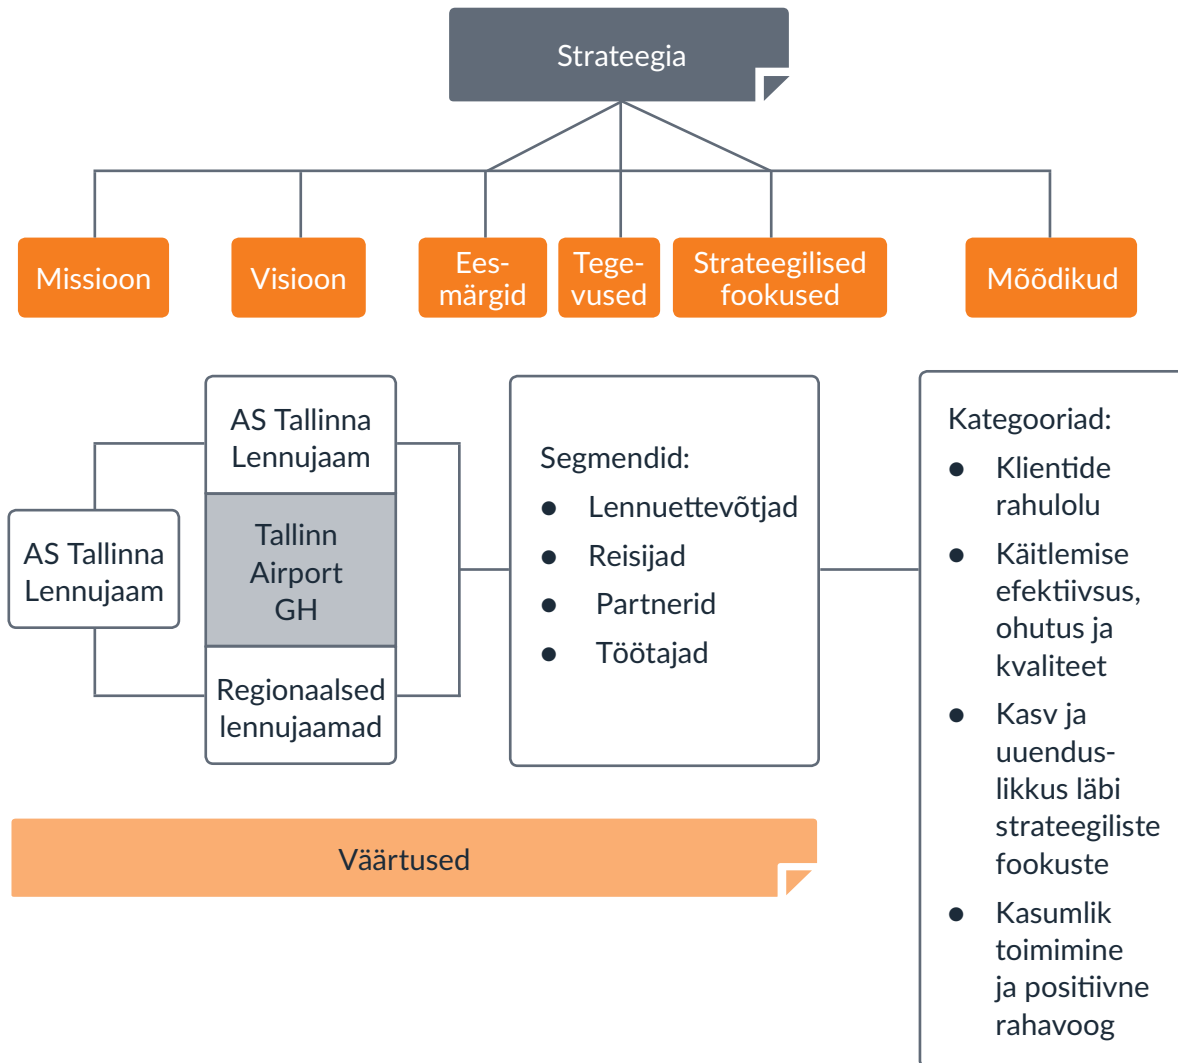 Strateegia
Missioon
Visioon
Ees-
märgid
Tege-
vused
Strateegilised
fookused
Mõõdikud
AS Tallinna
Lennujaam
AS Tallinna
Lennujaam
Tallinn
Airport
GH
Regionaalsed
lennujaamad
Segmendid:
● Lennuettevõtjad
● Reisijad
● Partnerid
● Töötajad
Kategooriad:
● Klientide
rahulolu
● Käitlemise
efektiivsus,
ohutus ja
kvaliteet
● Kasv ja
uuendus-
likkus läbi
strateegiliste
fookuste
● Kasumlik
toimimine
ja positiivne
rahavoog
Väärtused